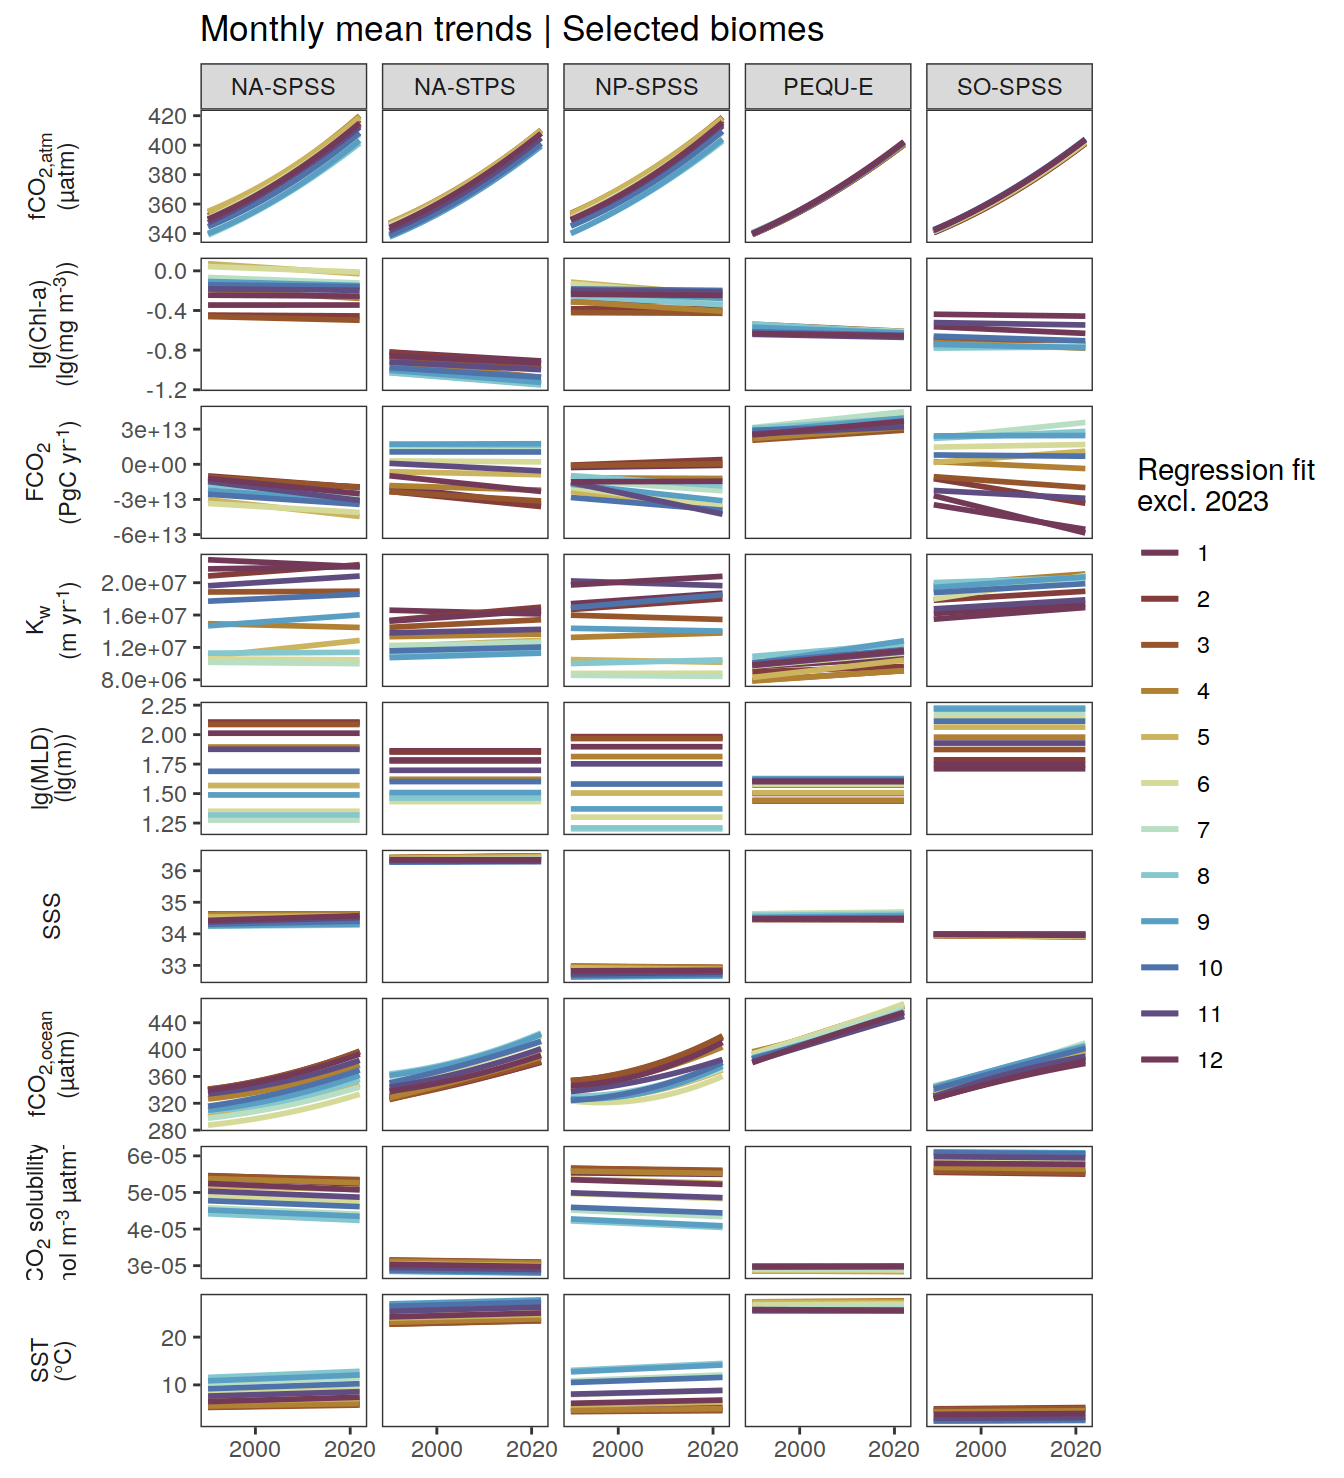 Monthly mean trends | Selected biomes
NA-SPSS NA-STPS NP-SPSS PEQU-E SO-SPSS
fCO2,atm
(µatm)
420
400
380
360
340
lg(Chl-a)
(lg(mg m-3))
0.0
-0.4
-0.8
-1.2
FCO2
(PgC yr-1)
3e+13
0e+00
-3e+13
-6e+13
Kw
(m yr-1)
2.0e+07
1.6e+07
1.2e+07
8.0e+06
lg(MLD)
(lg(m))
2.25
2.00
1.75
1.50
1.25
SSS
36
35
34
33
fCO2,ocean
(µatm)
440
400
360
320
280
CO2 solubility
nol m-3 µatm-
6e-05
5e-05
4e-05
3e-05
SST
(°C)
20
10
2000 2020 2000 2020 2000 2020 2000 2020 2000 2020
Regression fit
excl. 2023
1
2
3
4
5
6
7
8
9
10
11
12